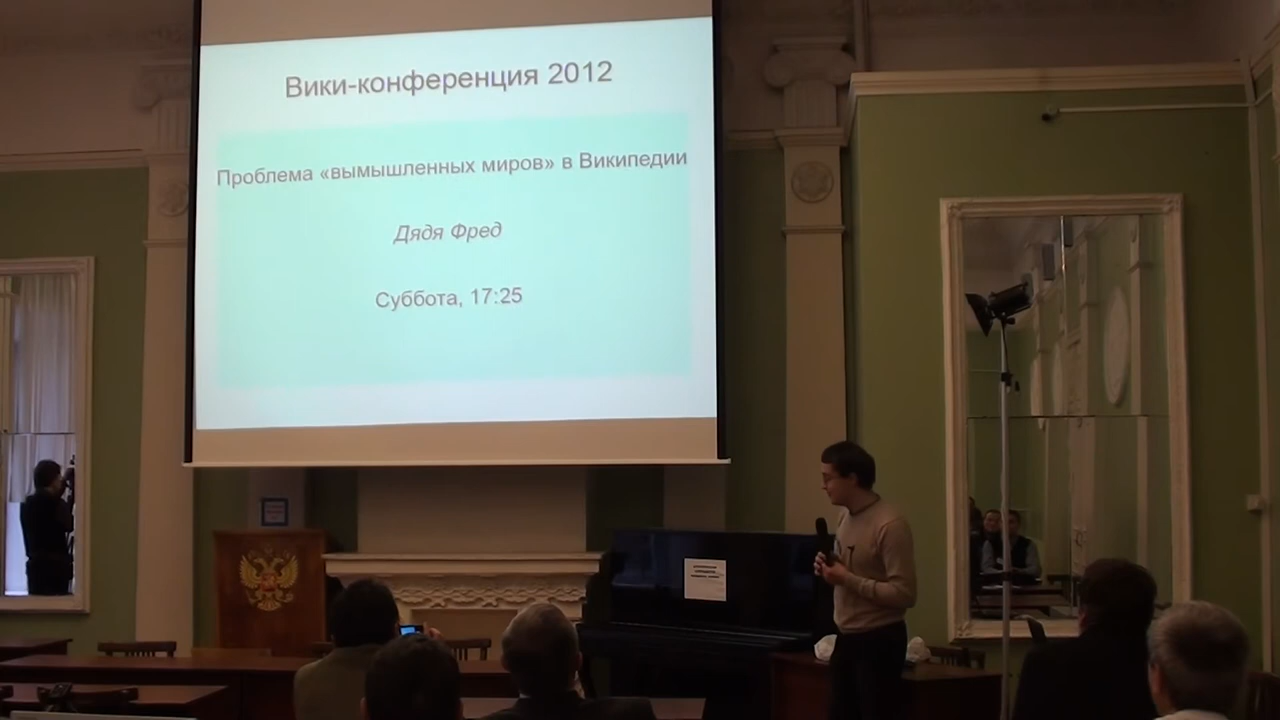 Вики-конференция 2012
Проблема «вымышленных миров» в Википедии
Дядя Фред
Суббота, 17:25